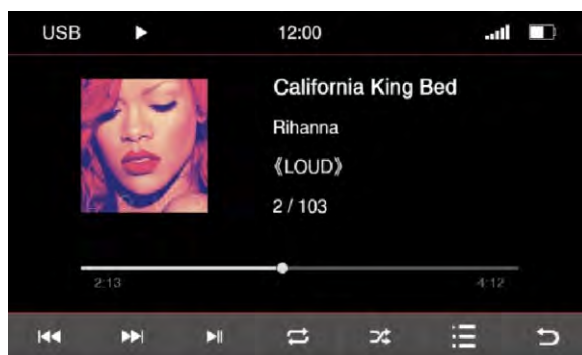 USB 12:00
California King Bed
Rihanna
《LOUD》
2 / 103
2:13 4:12